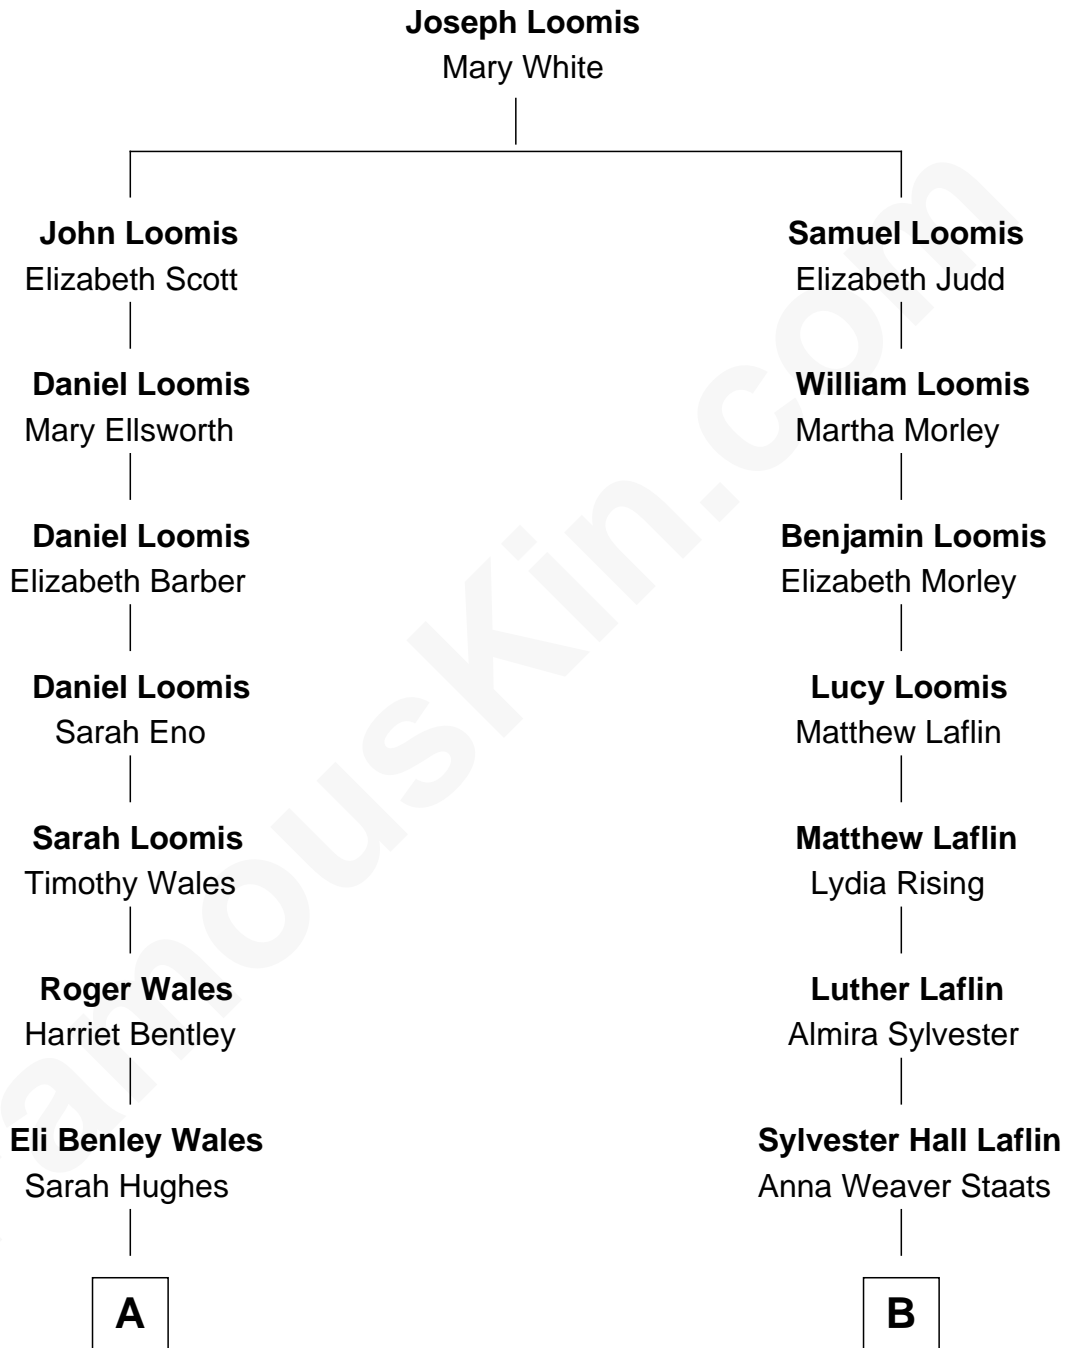 Joseph Loomis
Mary White
John Loomis
Elizabeth Scott
Samuel Loomis
Elizabeth Judd
Daniel Loomis
Mary Ellsworth
William Loomis
Martha Morley
Daniel Loomis
Elizabeth Barber
Benjamin Loomis
Elizabeth Morley
Daniel Loomis
Sarah Eno
Lucy Loomis
Matthew Laflin
Sarah Loomis
Timothy Wales
Matthew Laflin
Lydia Rising
Roger Wales
Harriet Bentley
Luther Laflin
Almira Sylvester
Eli Benley Wales
Sarah Hughes
Sylvester Hall Laflin
Anna Weaver Staats
A
B
amouskin.com